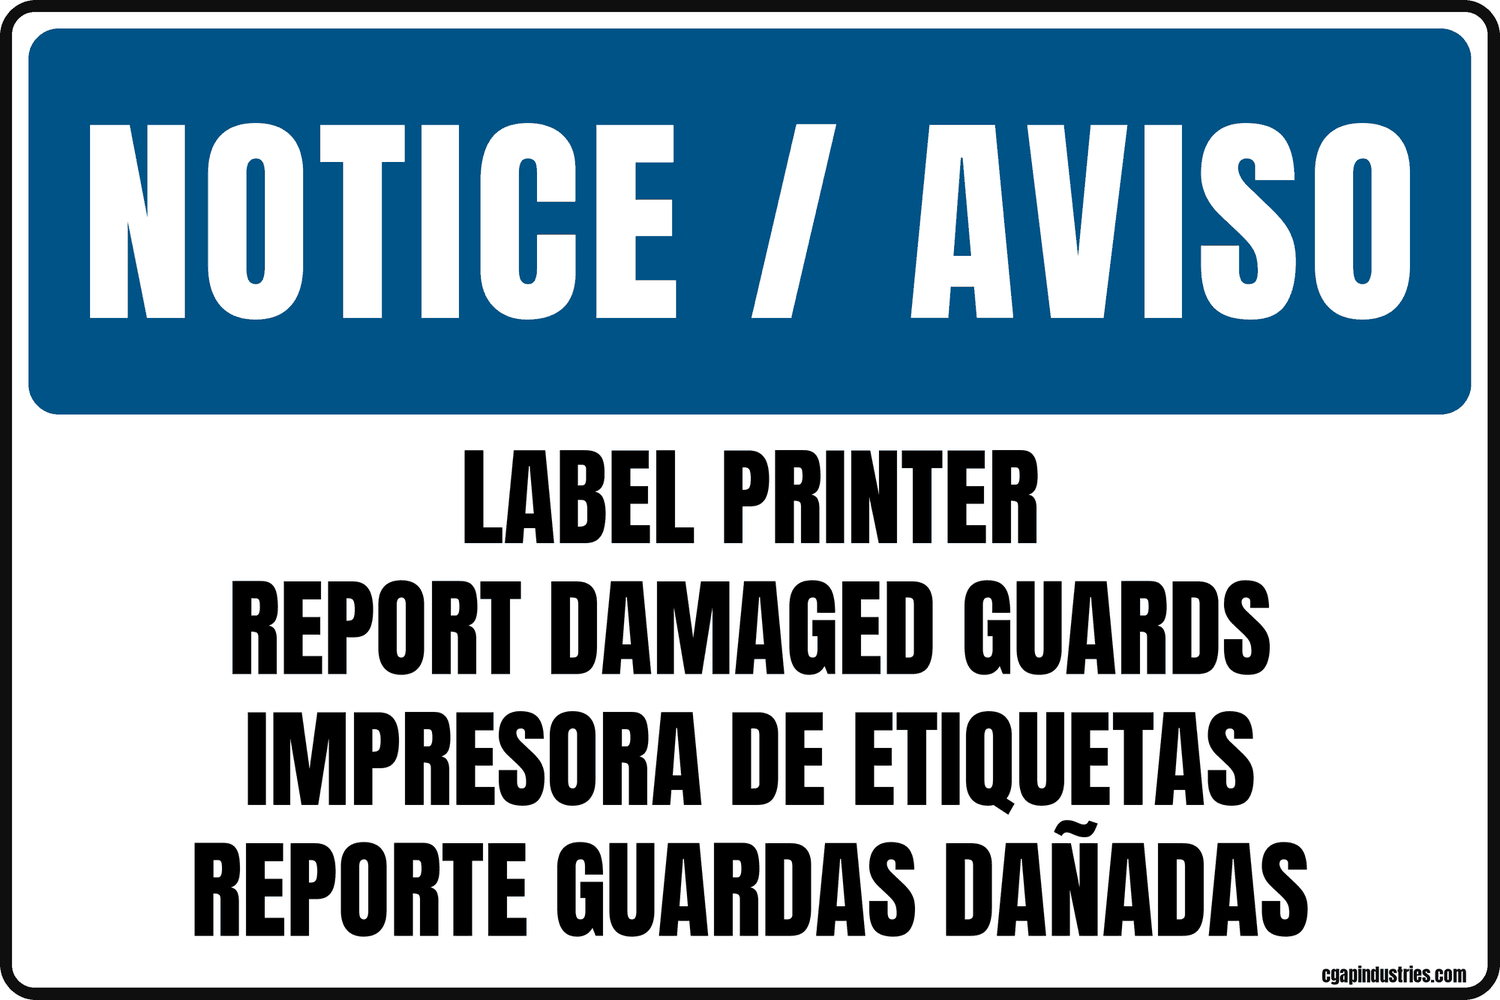 NOTICE / AVISO
LABEL PRINTER
REPORT DAMAGED GUARDS
IMPRESORA DE ETIQUETAS
REPORTE GUARDAS DAÑADAS
cgapindustries.com